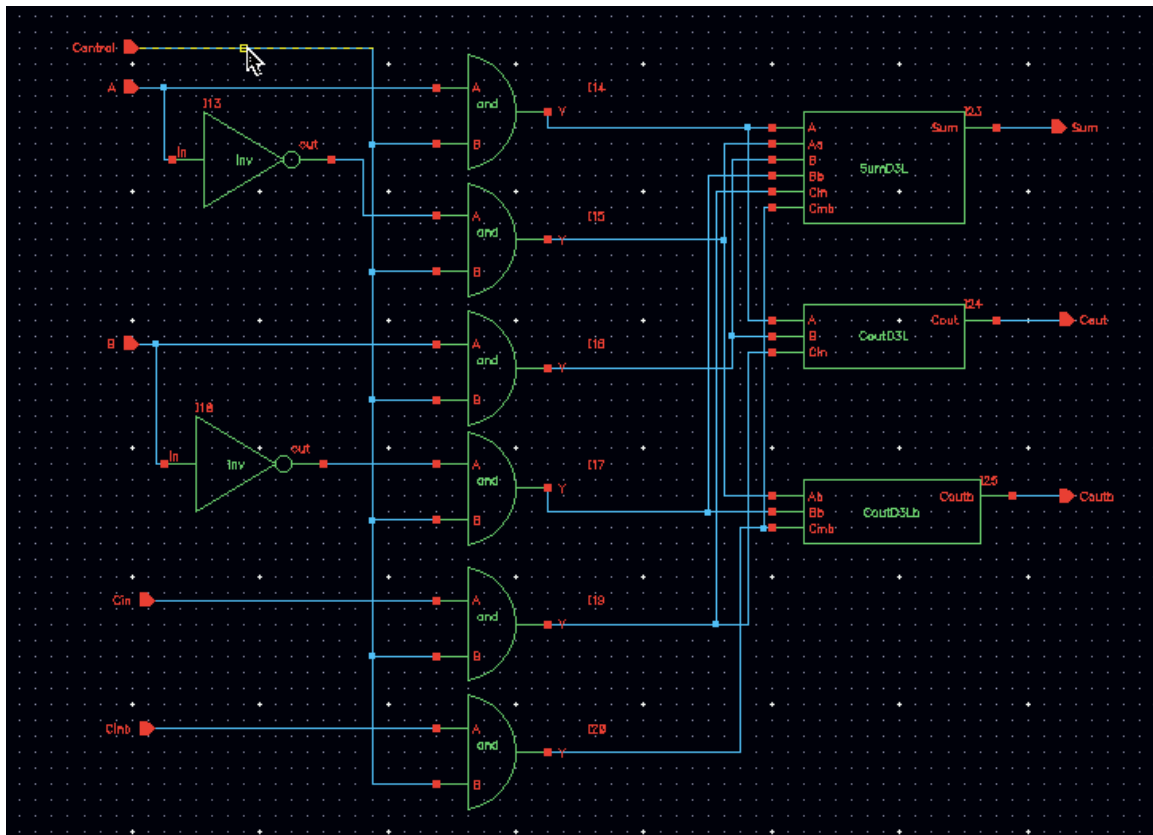 Control
A
I13
In
Inv
out
A
and
B
I14
Y
A
and
B
I15
Y
B
I18
In
Inv
out
A
and
B
I16
Y
A
and
B
I17
Y
Cin
A
and
B
I19
Y
Cinb
A
and
B
I20
Y
I23
A
Aa
B
Bb
Cin
Cinb
SumD3L
Sum
Sum
I24
A
B
Cin
CoutD3L
Cout
Cout
I25
Ab
Bb
Cinb
CoutD3Lb
Coutb
Coutb